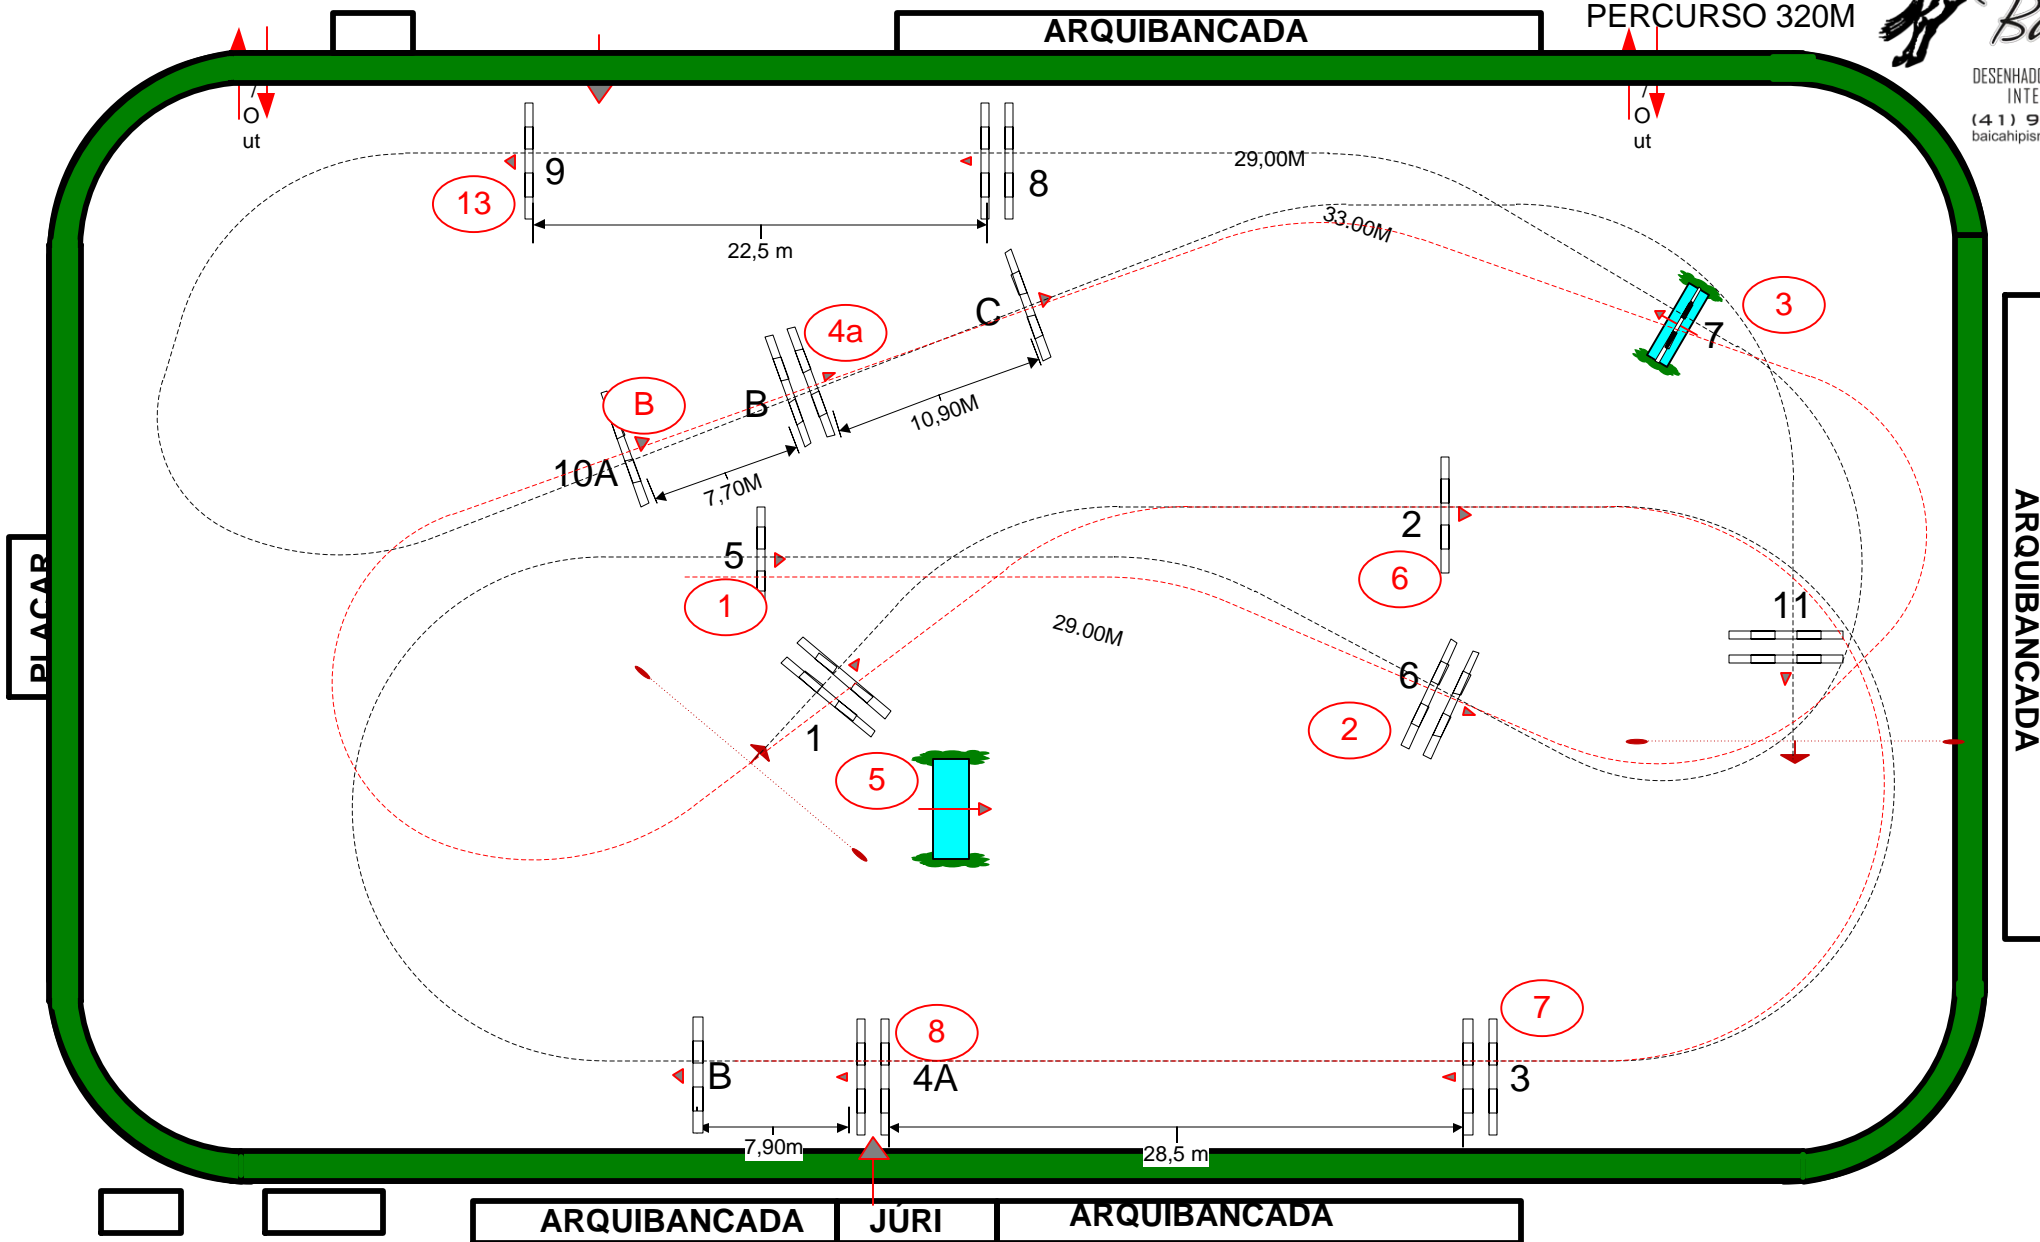 ARQUIBANCADA
PERCURSO 320M
DESENHADO
INTE
(41) 9
O
ut
O
ut
9
8
29,00M
13
22,5 m
33.00M
C
4a
3
7
B
B
10,90M
10A
7,70M
2
5
6
1
29.00M
11
6
2
1
5
PLACAR
ARQUIBANCADA
7
8
B
4A
3
7,90m
28,5 m
ARQUIBANCADA
JÚRI
ARQUIBANCADA